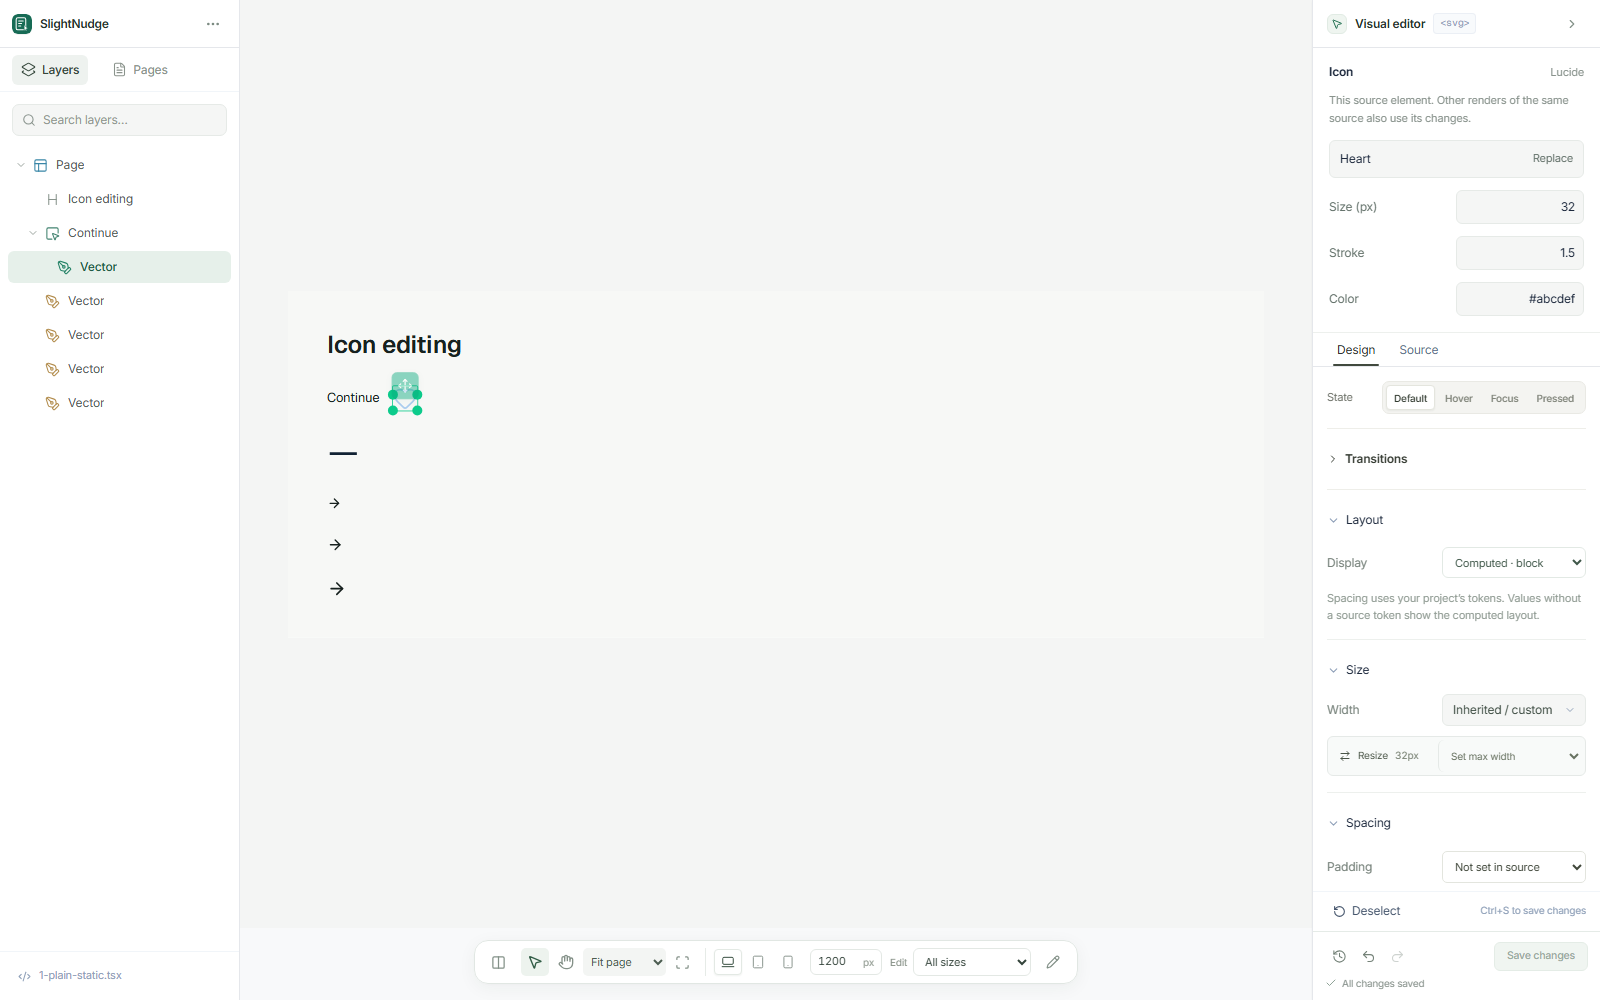 SlightNudge
Layers
Pages
Search layers...
Page
Icon editing
Continue
Vector
Vector
Vector
Vector
Vector
1-plain-static.tsx
Icon editing
Continue
Fit page
1200 px
Edit
All sizes
Visual editor
<svg>
Icon
Lucide
This source element. Other renders of the same
source also use its changes.
Heart
Replace
Size (px)
32
Stroke
1.5
Color
#abcdef
Design
Source
State
Default
Hover
Focus
Pressed
Transitions
Layout
Display
Computed · block
Spacing uses your project's tokens. Values without
a source token show the computed layout.
Size
Width
Inherited / custom
Resize 32px
Set max width
Spacing
Padding
Not set in source
Deselect
Ctrl+S to save changes
Save changes
All changes saved